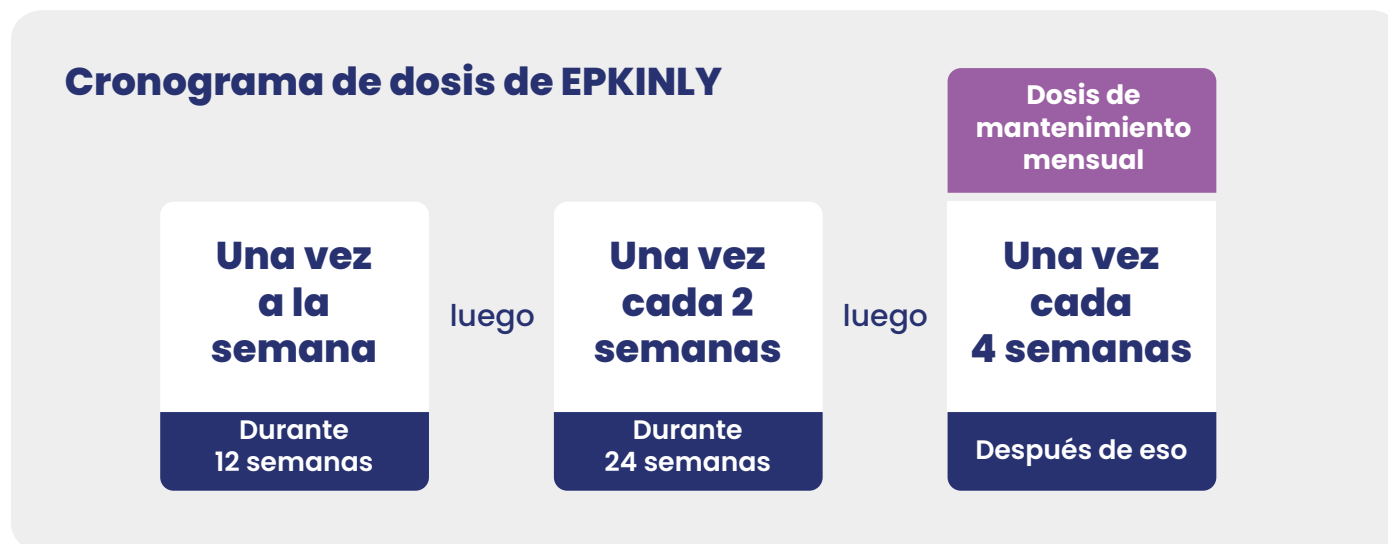 Cronograma de dosis de EPKINLY
Una vez
a la
semana
Durante
12 semanas
luego
Una vez
cada 2
semanas
Durante
24 semanas
luego
Dosis de
mantenimiento
mensual
Una vez
cada
4 semanas
Después de eso